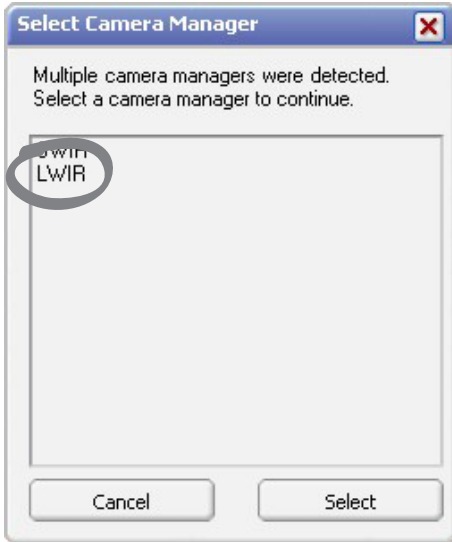 Select Camera Manager
Multiple camera managers were detected.
Select a camera manager to continue.
LWIR
Cancel
Select